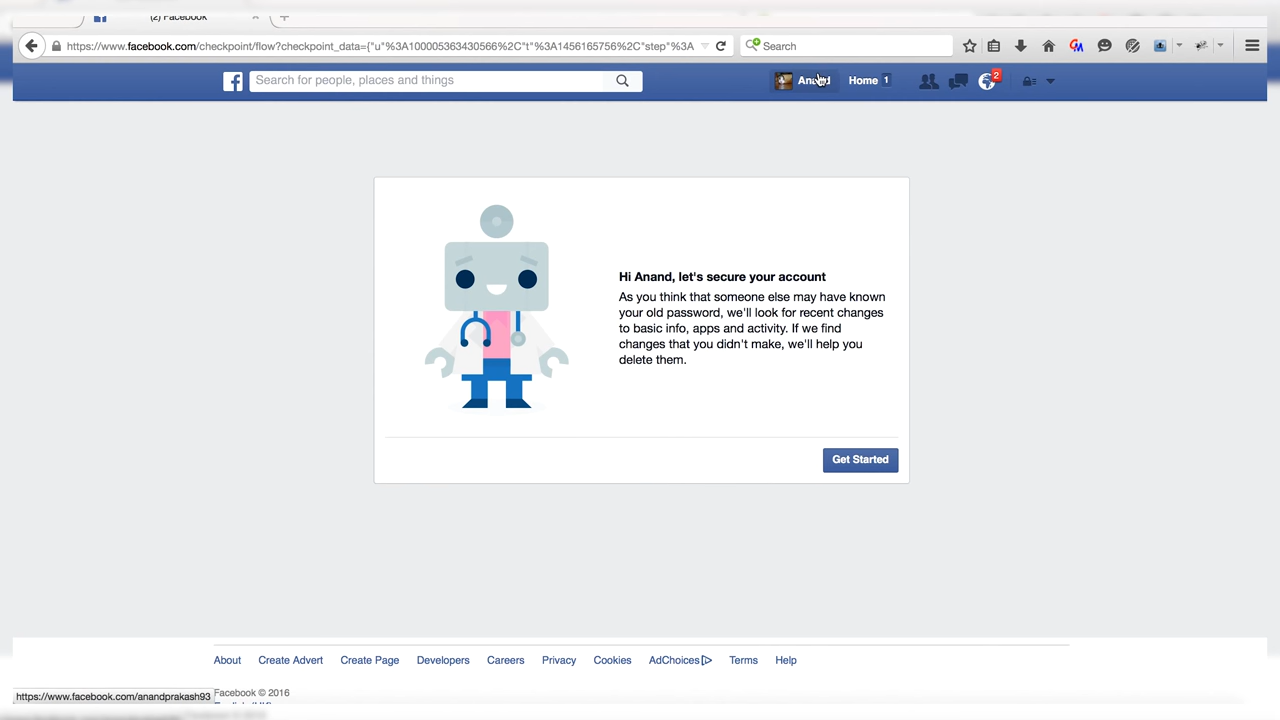 (2) Facebook
https://www.facebook.com/checkpoint/flow?checkpoint_data={"u"%3A100005363430566%2C"t"%3A1456165756%2C"step"%3A
Search
Search for people, places and things
Anand
Home 1
2
Hi Anand, let's secure your account
As you think that someone else may have known
your old password, we'll look for recent changes
to basic info, apps and activity. If we find
changes that you didn't make, we'll help you
delete them.
Get Started
About Create Advert Create Page Developers Careers Privacy Cookies AdChoices Terms Help
https://www.facebook.com/anandprakash93
Facebook © 2016